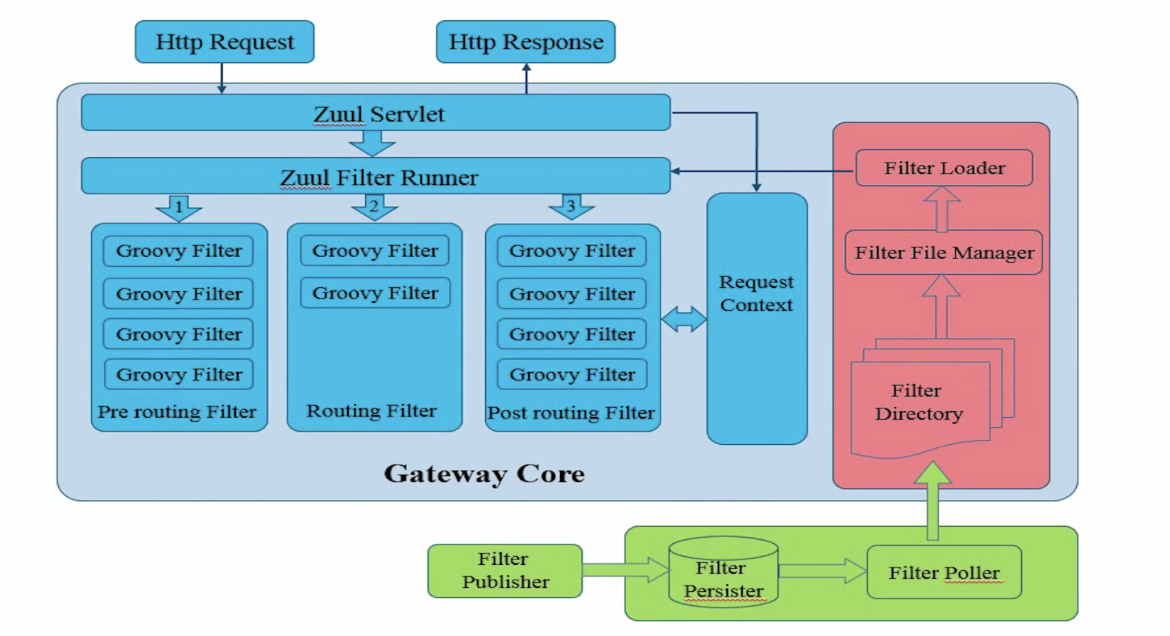 Http Request
Http Response
Zuul Servlet
Zuul Filter Runner
1
2
3
Groovy Filter
Groovy Filter
Groovy Filter
Groovy Filter
Pre routing Filter
Groovy Filter
Groovy Filter
Routing Filter
Groovy Filter
Groovy Filter
Groovy Filter
Groovy Filter
Post routing Filter
Request
Context
Filter Loader
Filter File Manager
Filter
Directory
Gateway Core
Filter
Publisher
Filter
Persister
Filter Poller